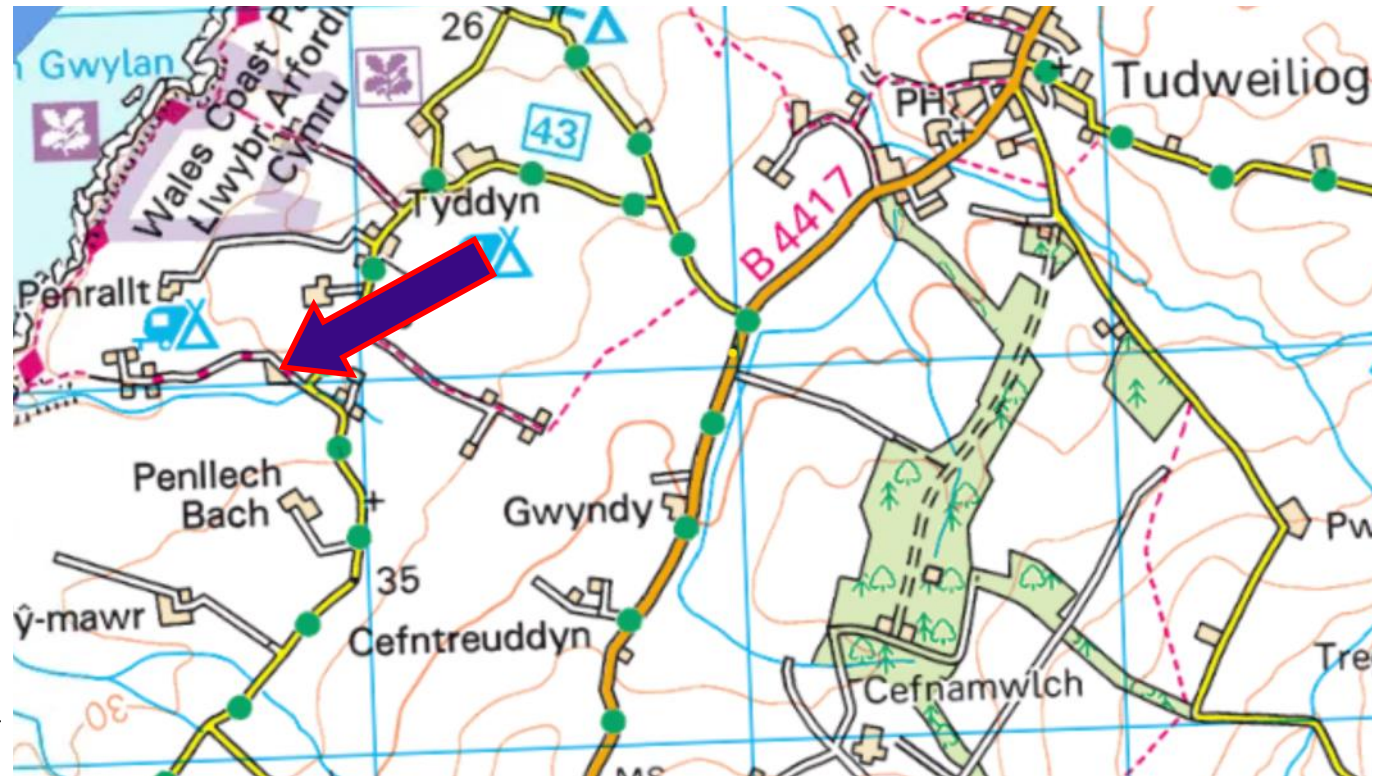 26
Gwylan
Wales Coast
Llwybr Arfordir
Cymru
43
PH
Tudweiliog
Tyddyn
B 4417
Penrallt
Penllech
Bach
Gwyndy
35
ŷ-mawr
Cefntreuddyn
30
Cefnamwlch
Pw
Tre
MS